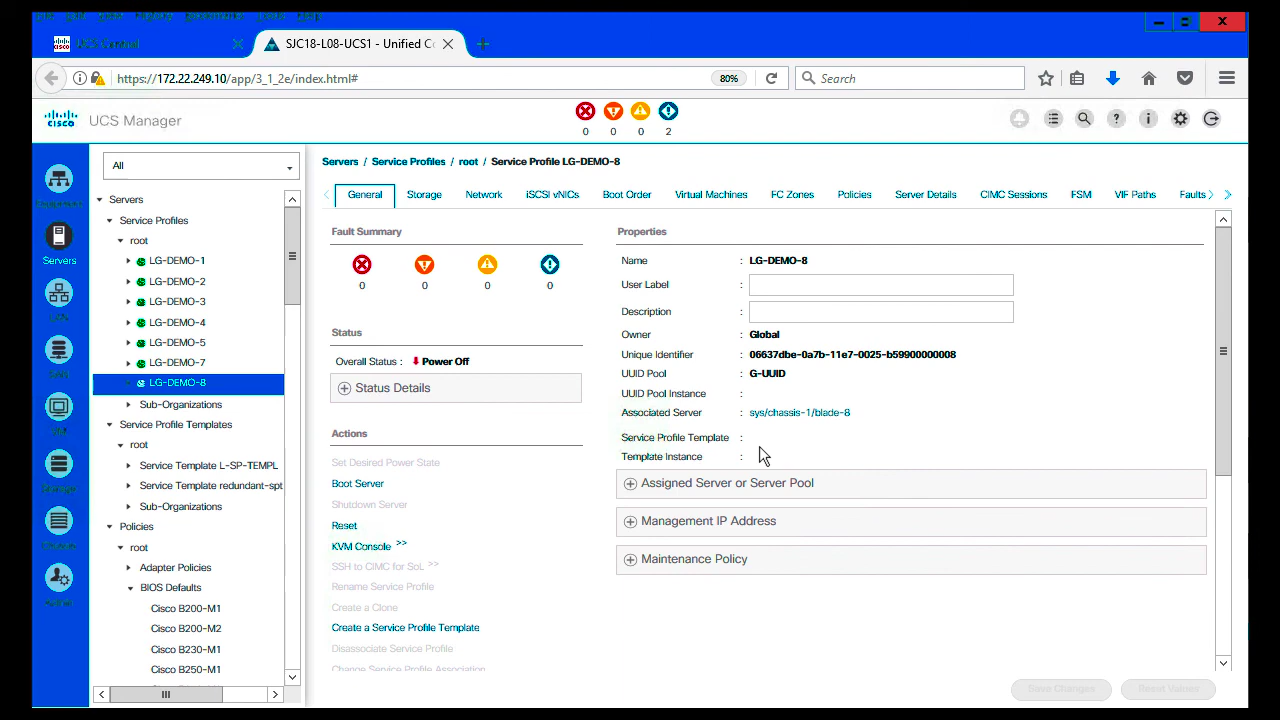 UCS Central
SJC18-L08-UCS1 - Unified C
https://172.22.249.10/app/3_1_2e/index.html#
80%
Search
cisco
UCS Manager
0 0 0 2
All
Servers
Servers
Service Profiles
root
LG-DEMO-1
LG-DEMO-2
LG-DEMO-3
LG-DEMO-4
LG-DEMO-5
LG-DEMO-7
LG-DEMO-8
Sub-Organizations
Service Profile Templates
root
Service Template L-SP-TEMPL
Service Template redundant-spt
Sub-Organizations
Policies
root
Adapter Policies
BIOS Defaults
Cisco B200-M1
Cisco B200-M2
Cisco B230-M1
Cisco B250-M1
Servers / Service Profiles / root / Service Profile LG-DEMO-8
General Storage Network iSCSI vNICs Boot Order Virtual Machines FC Zones Policies Server Details CIMC Sessions FSM VIF Paths Faults
Fault Summary
0 0 0 0
Status
Overall Status : Power Off
Status Details
Actions
Set Desired Power State
Boot Server
Shutdown Server
Reset
KVM Console >>
SSH to CIMC for SoL >>
Rename Service Profile
Create a Clone
Create a Service Profile Template
Disassociate Service Profile
Change Service Profile Association
Properties
Name : LG-DEMO-8
User Label :
Description :
Owner : Global
Unique Identifier : 06637dbe-0a7b-11e7-0025-b59900000008
UUID Pool : G-UUID
UUID Pool Instance :
Associated Server : sys/chassis-1/blade-8
Service Profile Template :
Template Instance :
Assigned Server or Server Pool
Management IP Address
Maintenance Policy
Save Changes Reset Values